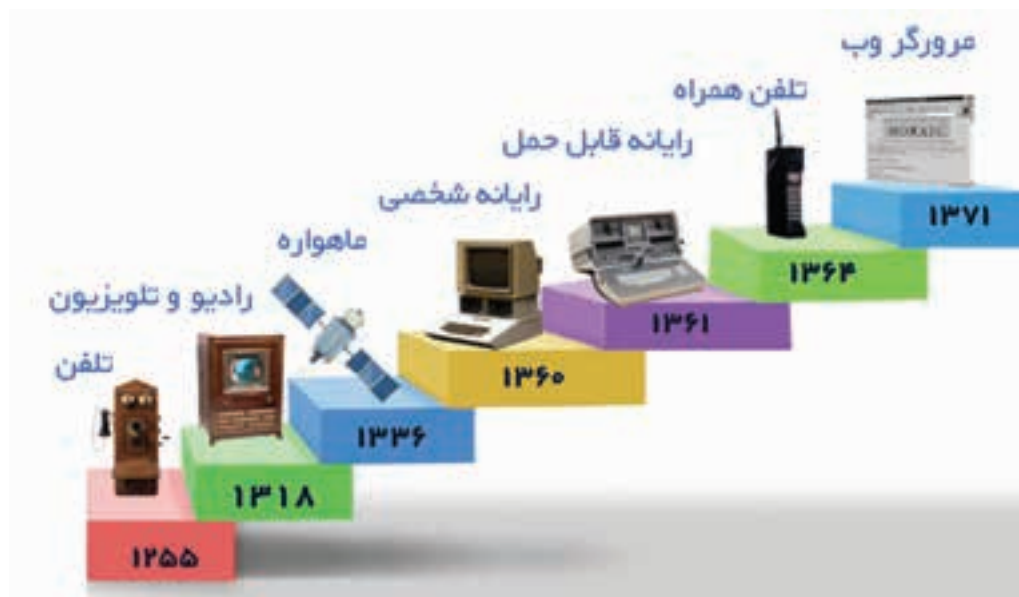 مرورگر وب
تلفن همراه
رایانه قابل حمل
رایانه شخصی
ماهواره
رادیو و تلویزیون
تلفن
MOSAIC
۱۳۷۱
۱۳۶۴
۱۳۶۱
۱۳۶۰
۱۳۳۶
۱۳۱۸
۱۲۵۵